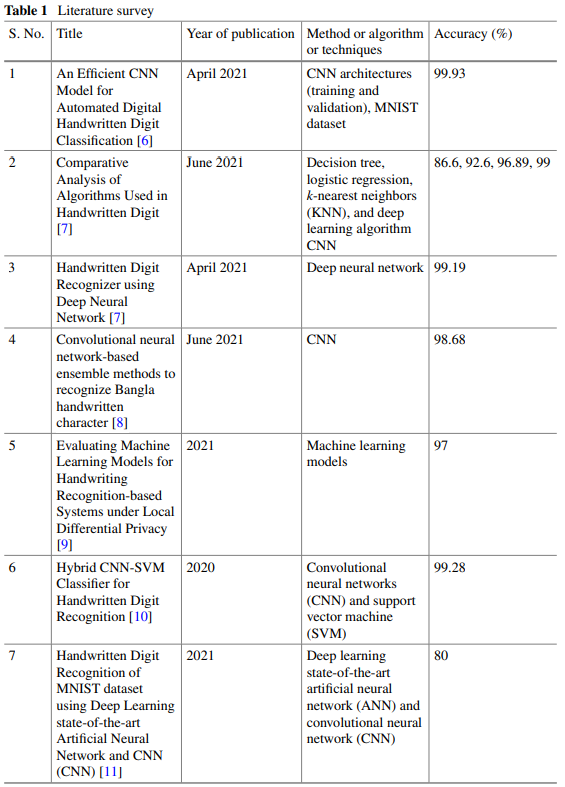 Table 1 Literature survey
S. No. Title Year of publication Method or algorithm or techniques Accuracy (%)
1 An Efficient CNN Model for Automated Digital Handwritten Digit Classification [6] April 2021 CNN architectures (training and validation), MNIST dataset 99.93
2 Comparative Analysis of Algorithms Used in Handwritten Digit [7] June 2021 Decision tree, logistic regression, k-nearest neighbors (KNN), and deep learning algorithm CNN 86.6, 92.6, 96.89, 99
3 Handwritten Digit Recognizer using Deep Neural Network [7] April 2021 Deep neural network 99.19
4 Convolutional neural network-based ensemble methods to recognize Bangla handwritten character [8] June 2021 CNN 98.68
5 Evaluating Machine Learning Models for Handwriting Recognition-based Systems under Local Differential Privacy [9] 2021 Machine learning models 97
6 Hybrid CNN-SVM Classifier for Handwritten Digit Recognition [10] 2020 Convolutional neural networks (CNN) and support vector machine (SVM) 99.28
7 Handwritten Digit Recognition of MNIST dataset using Deep Learning state-of-the-art Artificial Neural Network and CNN (CNN) [11] 2021 Deep learning state-of-the-art artificial neural network (ANN) and convolutional neural network (CNN) 80